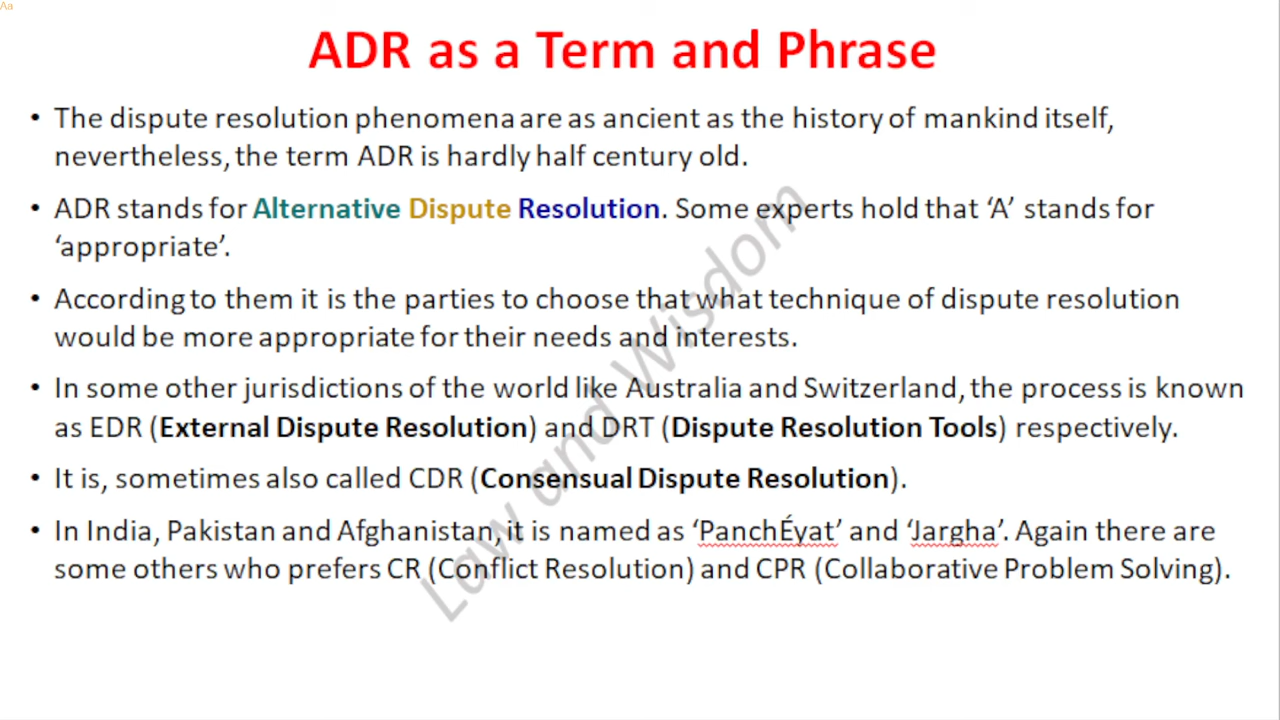 Aa
ADR as a Term and Phrase
• The dispute resolution phenomena are as ancient as the history of mankind itself,
nevertheless, the term ADR is hardly half century old.
• ADR stands for Alternative Dispute Resolution. Some experts hold that ‘A’ stands for
‘appropriate’.
• According to them it is the parties to choose that what technique of dispute resolution
would be more appropriate for their needs and interests.
• In some other jurisdictions of the world like Australia and Switzerland, the process is known
as EDR (External Dispute Resolution) and DRT (Dispute Resolution Tools) respectively.
• It is, sometimes also called CDR (Consensual Dispute Resolution).
• In India, Pakistan and Afghanistan, it is named as ‘PanchÉyat’ and ‘Jargha’. Again there are
some others who prefers CR (Conflict Resolution) and CPR (Collaborative Problem Solving).
Law and Wisdom